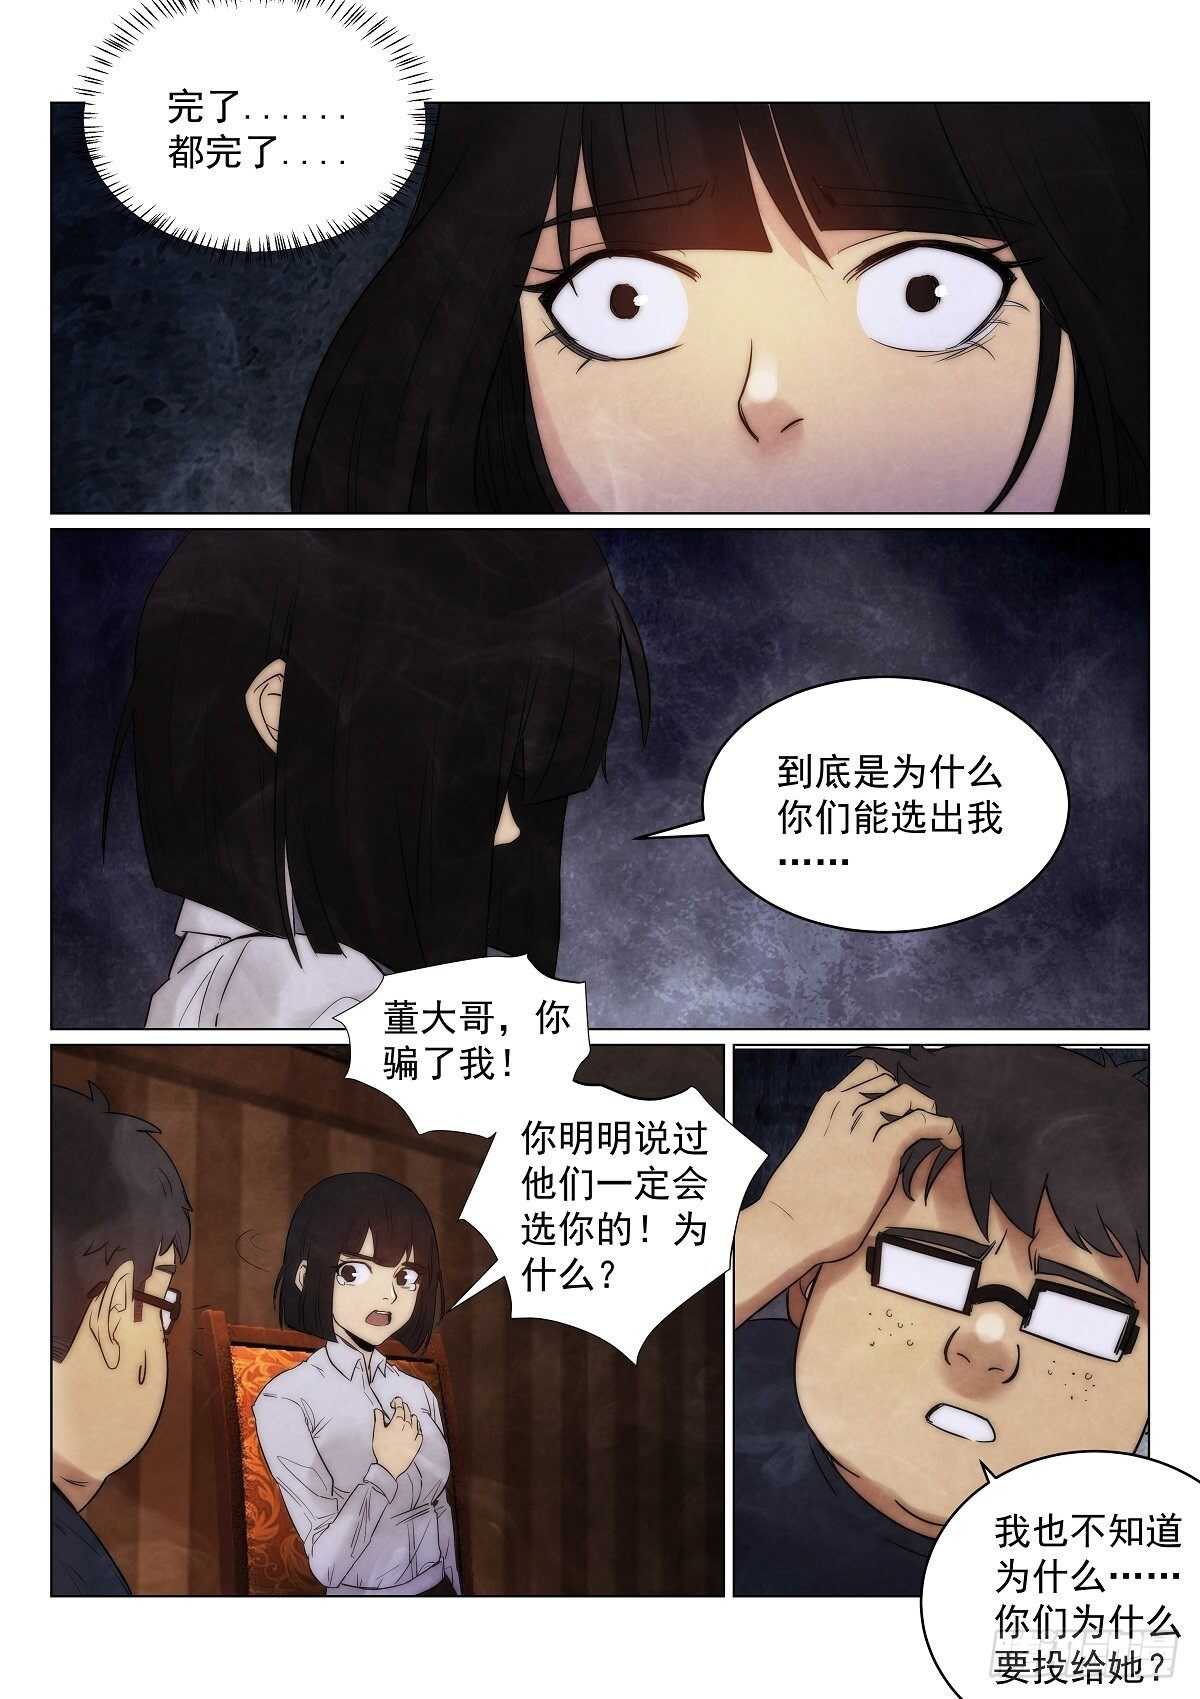 完了......
都完了....
到底是为什么
你们能选出我
……
董大哥，你
骗了我！
你明明说过
他们一定会
选你的！为
什么？
我也不知道
为什么……
你们为什么
要投给她？